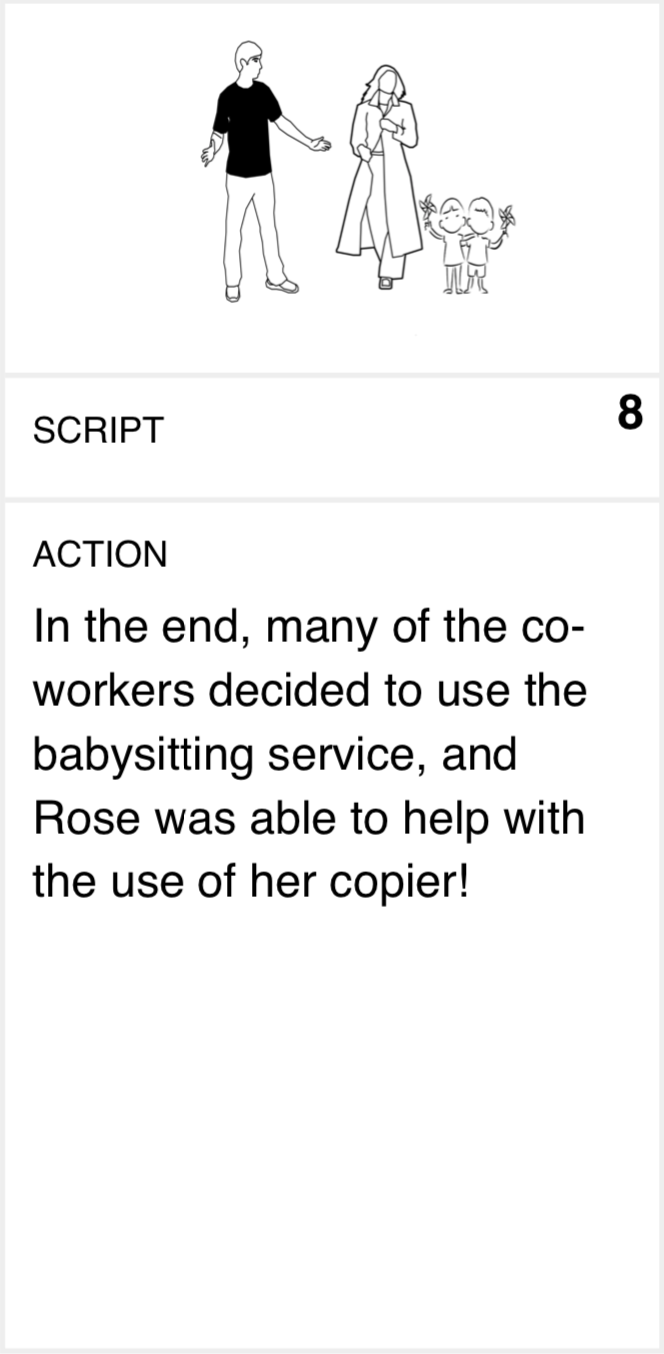 SCRIPT
8
ACTION
In the end, many of the co-
workers decided to use the
babysitting service, and
Rose was able to help with
the use of her copier!